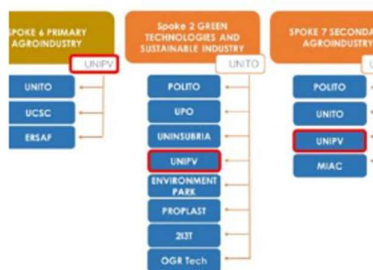 SPOKE 6 PRIMARY
AGROINDUSTRY
UNIPV
UNITO
UCSC
ERSAF
Spoke 2 GREEN
TECHNOLOGIES AND
SUSTAINABLE INDUSTRY
UNITO
POLITO
UPO
UNINSUBRIA
UNIPV
ENVIRONMENT
PARK
PROPLAST
2I3T
OGR Tech
SPOKE 7 SECONDA
AGROINDUSTRY
U
POLITO
UNITO
UNIPV
MIAC